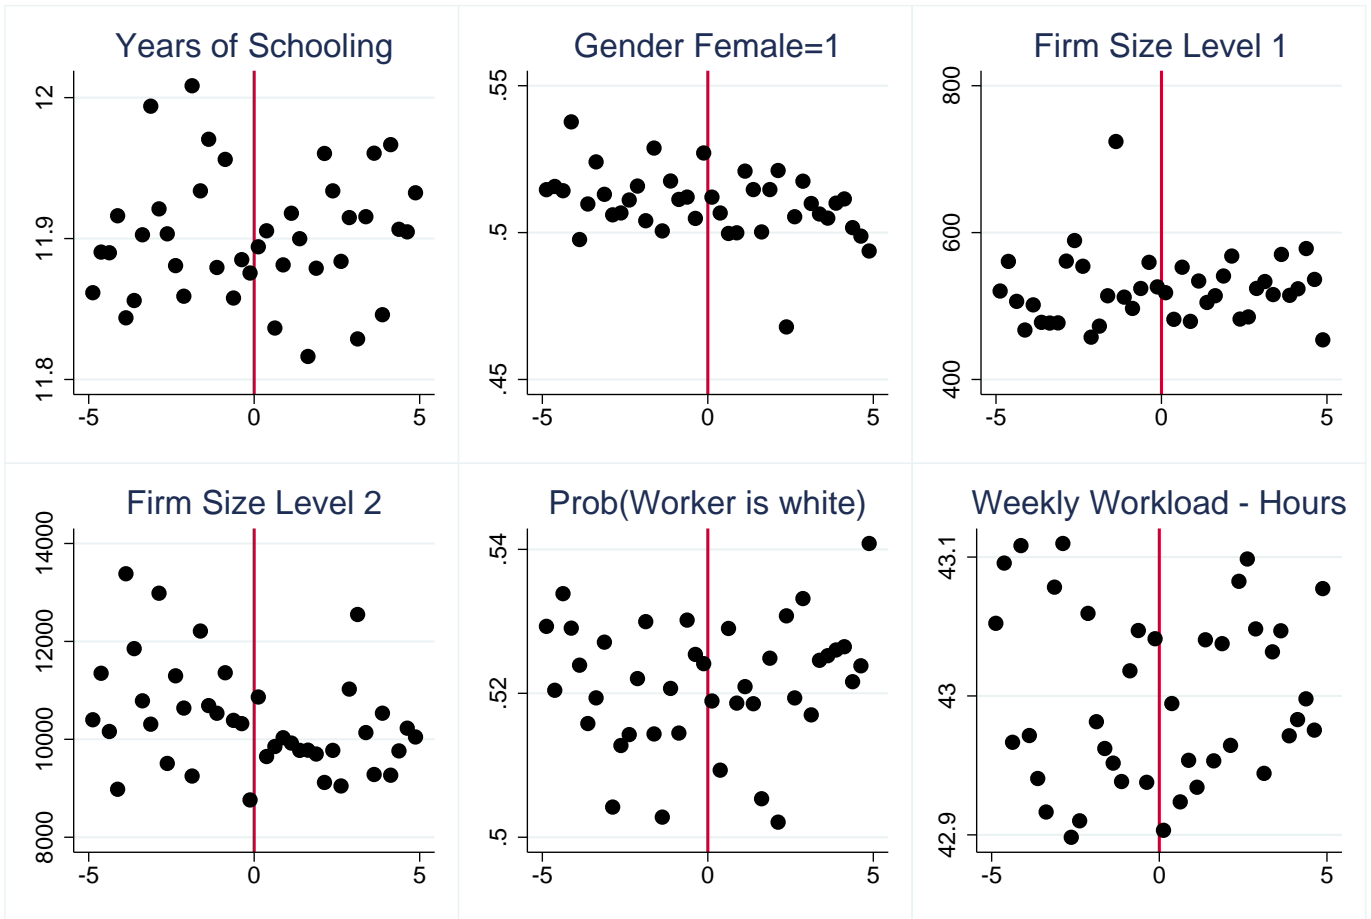 Years of Schooling
12
11.9
11.8
-5 0 5
Gender Female=1
.55
.5
.45
-5 0 5
Firm Size Level 1
800
600
400
-5 0 5
Firm Size Level 2
14000
12000
10000
8000
-5 0 5
Prob(Worker is white)
.54
.52
.5
-5 0 5
Weekly Workload - Hours
43.1
43
42.9
-5 0 5